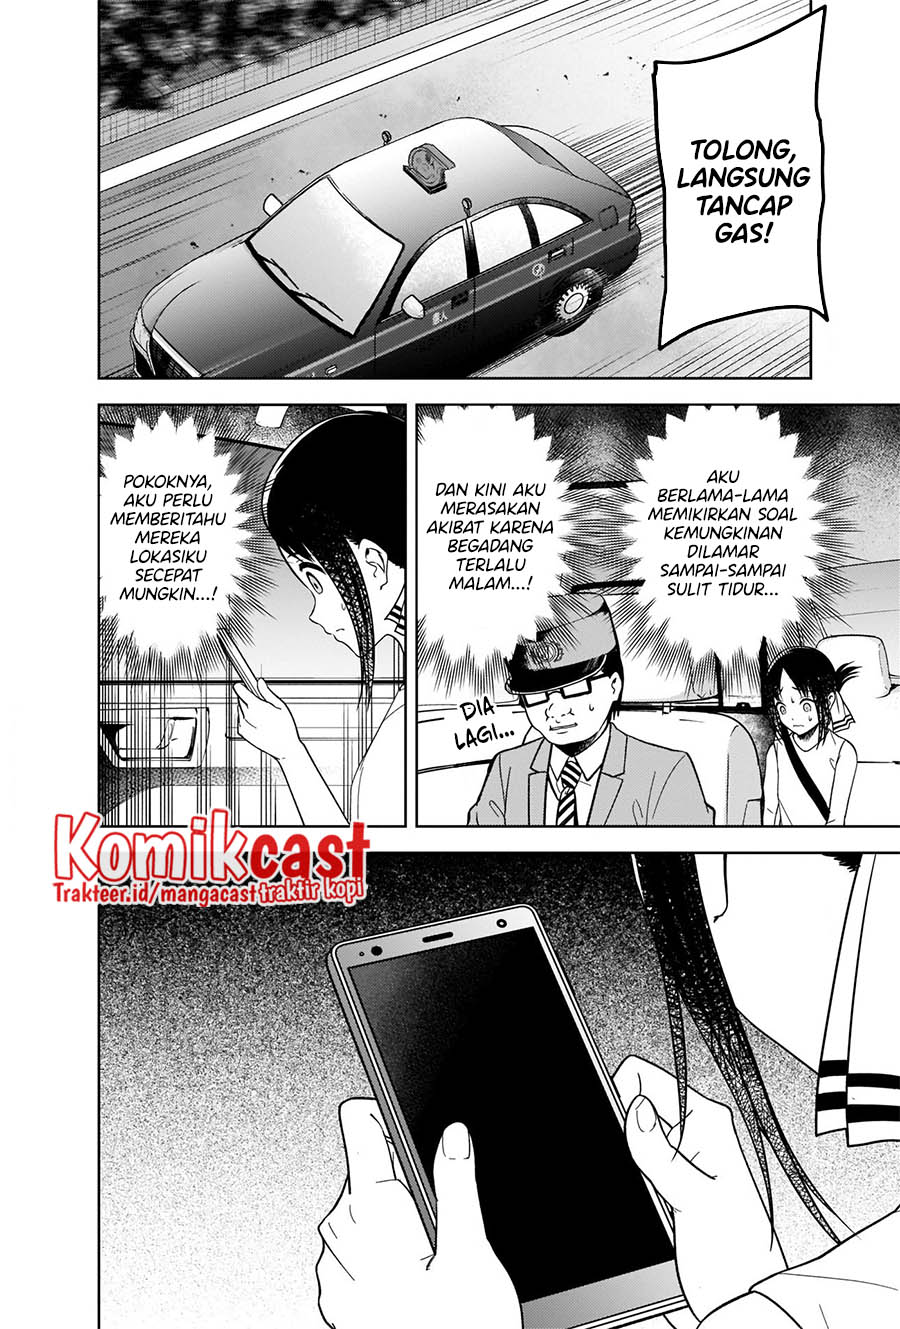 TOLONG,
LANGSUNG
TANCAP
GAS!
AKU
BERLAMA-LAMA
MEMIKIRKAN SOAL
KEMUNGKINAN
DILAMAR
SAMPAI-SAMPAI
SULIT TIDUR...
DAN KINI AKU
MERASAKAN
AKIBAT KARENA
BEGADANG
TERLALU
MALAM...!
DIA
LAGI...
POKOKNYA,
AKU PERLU
MEMBERITAHU
MEREKA
LOKASIKU
SECEPAT
MUNGKIN...!
Komikcast
Trakteer.id/mangacast traktir kopi